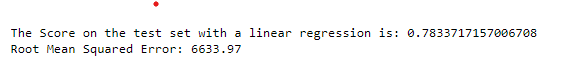 The Score on the test set with a linear regression is: 0.7833717157006708
Root Mean Squared Error: 6633.97